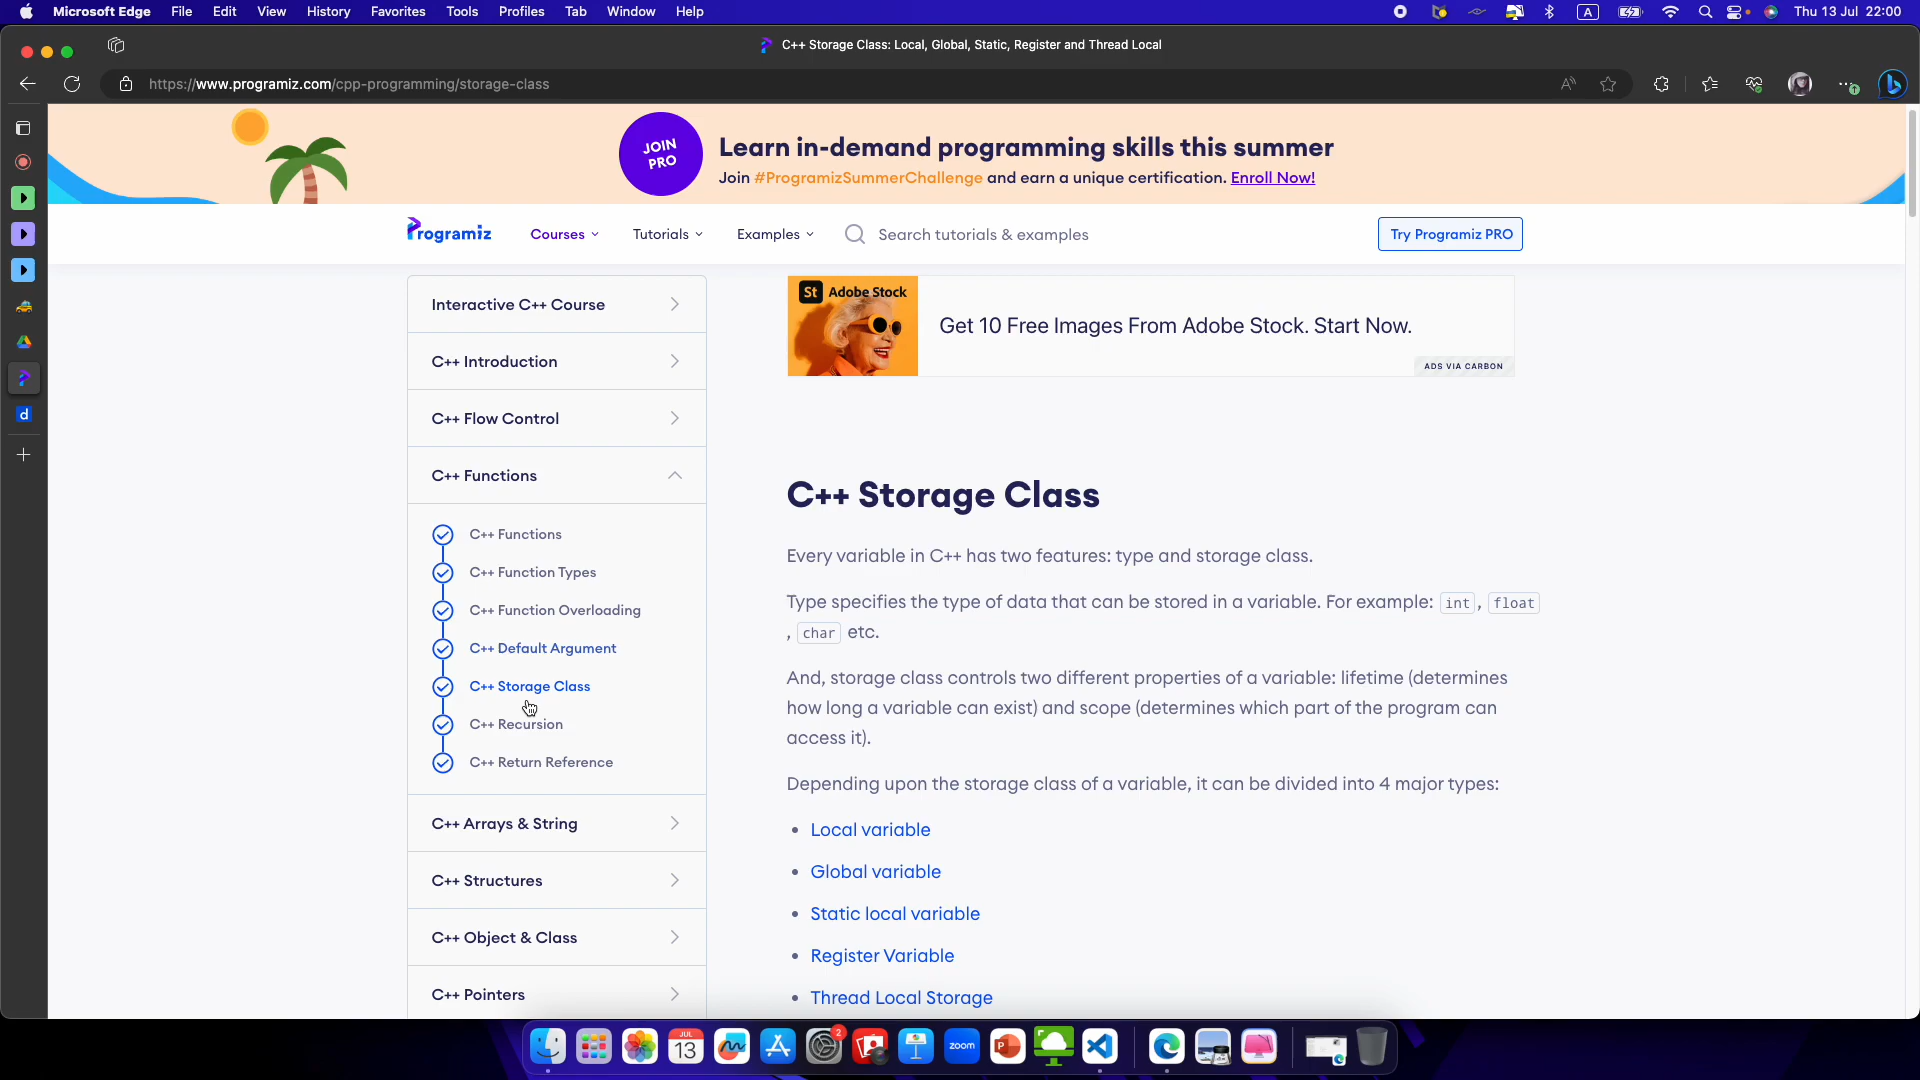 Microsoft Edge File Edit View History Favorites Tools Profiles Tab Window Help
A
Thu 13 Jul 22:00
C++ Storage Class: Local, Global, Static, Register and Thread Local
https://www.programiz.com/cpp-programming/storage-class
JOIN
PRO
Learn in-demand programming skills this summer
Join #ProgramizSummerChallenge and earn a unique certification. Enroll Now!
Programiz
Courses
Tutorials
Examples
Search tutorials & examples
Try Programiz PRO
Interactive C++ Course
C++ Introduction
C++ Flow Control
C++ Functions
C++ Functions
C++ Function Types
C++ Function Overloading
C++ Default Argument
C++ Storage Class
C++ Recursion
C++ Return Reference
C++ Arrays & String
C++ Structures
C++ Object & Class
C++ Pointers
St Adobe Stock
Get 10 Free Images From Adobe Stock. Start Now.
ADS VIA CARBON
C++ Storage Class
Every variable in C++ has two features: type and storage class.
Type specifies the type of data that can be stored in a variable. For example: int, float
, char etc.
And, storage class controls two different properties of a variable: lifetime (determines
how long a variable can exist) and scope (determines which part of the program can
access it).
Depending upon the storage class of a variable, it can be divided into 4 major types:
• Local variable
• Global variable
• Static local variable
• Register Variable
• Thread Local Storage
d
JUL
13
2
zoom
P